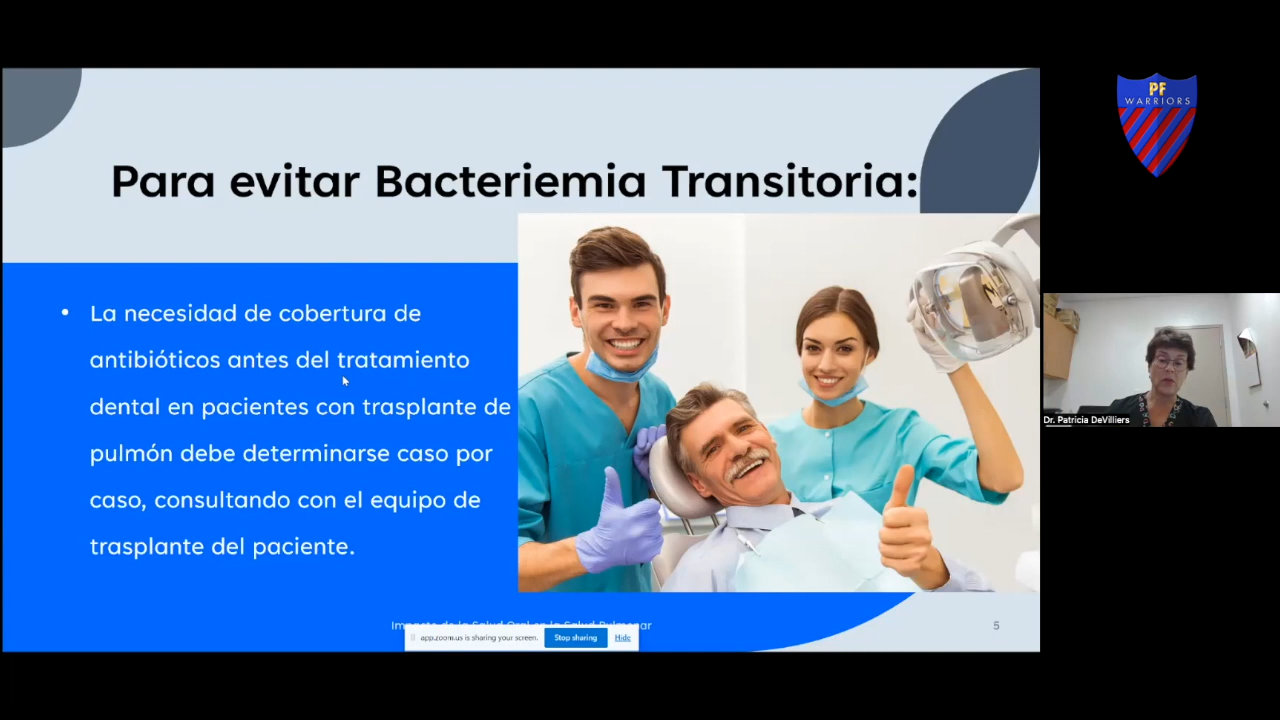 PF
WARRIORS
Para evitar Bacteriemia Transitoria:
• La necesidad de cobertura de
antibióticos antes del tratamiento
dental en pacientes con trasplante de
pulmón debe determinarse caso por
caso, consultando con el equipo de
trasplante del paciente.
Dr. Patricia DeVilliers
Impacto de la Salud Oral en la Salud Pulmonar
5
app.zoom.us is sharing your screen.
Stop sharing
Hide